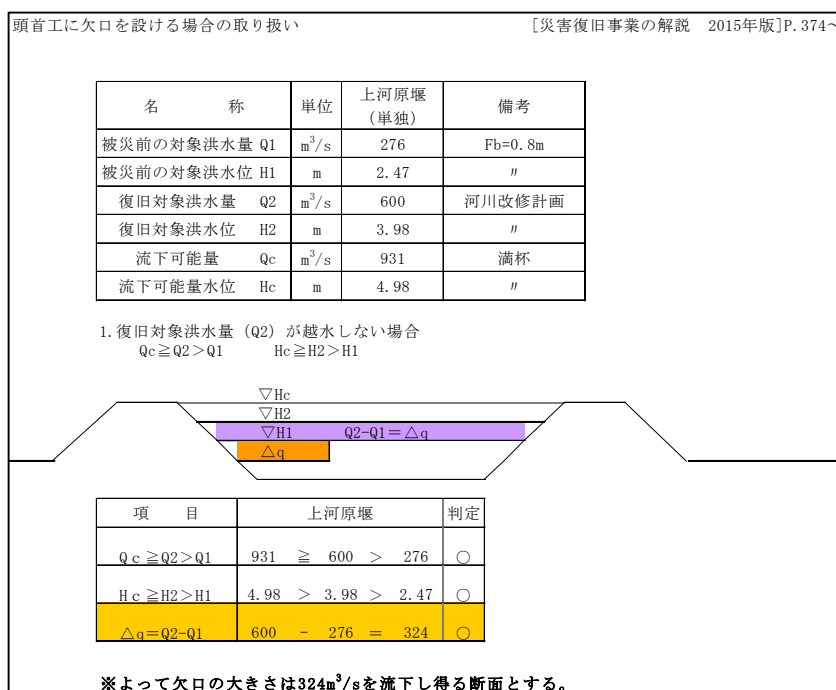 頭首工に欠口を設ける場合の取り扱い [災害復旧事業の解説 2015年版]P.374~
名 称 単位 上河原堰(単独) 備考
被災前の対象洪水量 Q1 m³/s 276 Fb=0.8m
被災前の対象洪水位 H1 m 2.47 〃
復旧対象洪水量 Q2 m³/s 600 河川改修計画
復旧対象洪水位 H2 m 3.98 〃
流下可能量 Qc m³/s 931 満杯
流下可能量水位 Hc m 4.98 〃
1.復旧対象洪水量(Q2)が越水しない場合
Qc≧Q2>Q1 Hc≧H2>H1
▽Hc
▽H2
▽H1 Q2-Q1=△q
△q
項 目 上河原堰 判定
Qc≧Q2>Q1 931 ≧ 600 > 276 ○
Hc≧H2>H1 4.98 > 3.98 > 2.47 ○
△q=Q2-Q1 600 - 276 = 324 ○
※よって欠口の大きさは324m³/sを流下し得る断面とする。